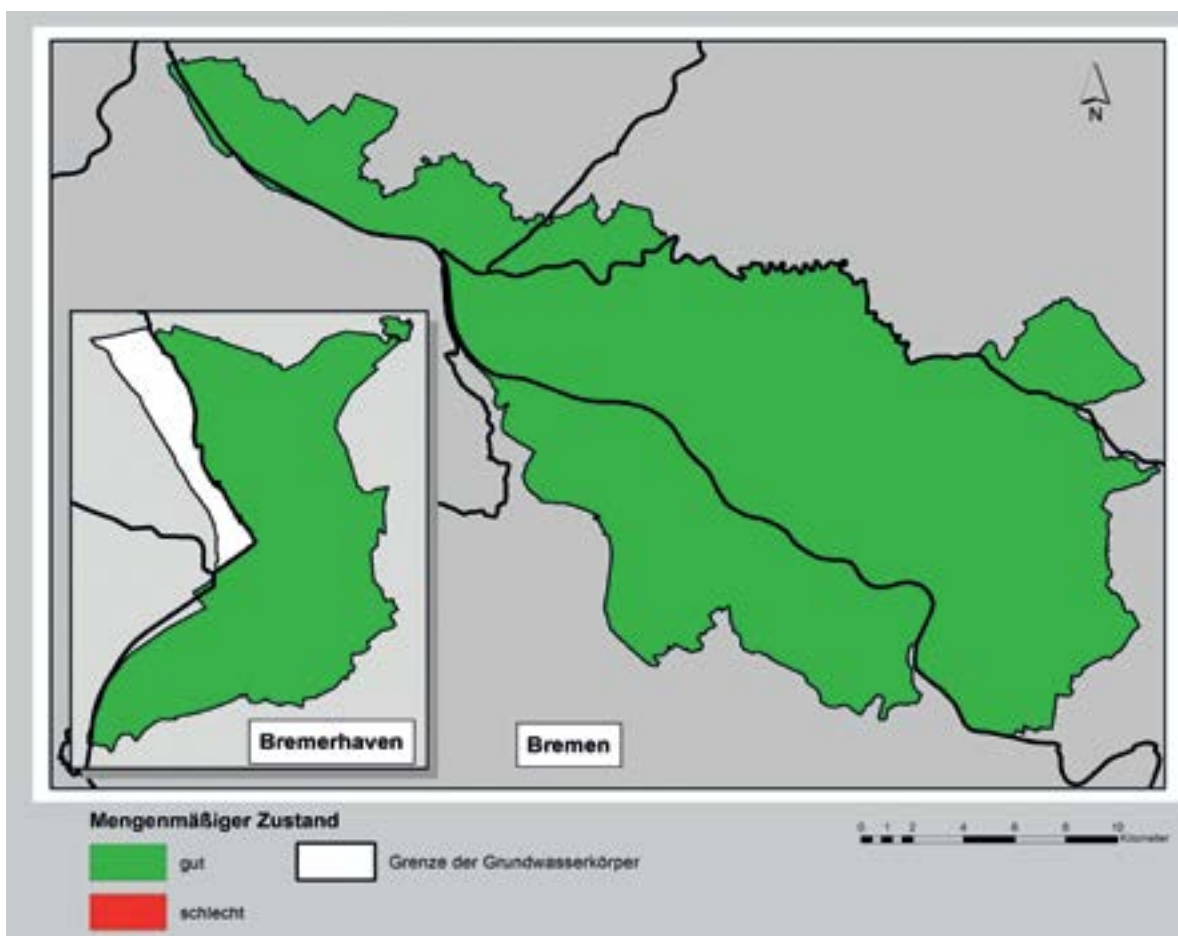 N
Bremerhaven
Bremen
Mengenmäßiger Zustand
gut
Grenze der Grundwasserkörper
schlecht
0 1 2 4 6 8 10
Kilometer